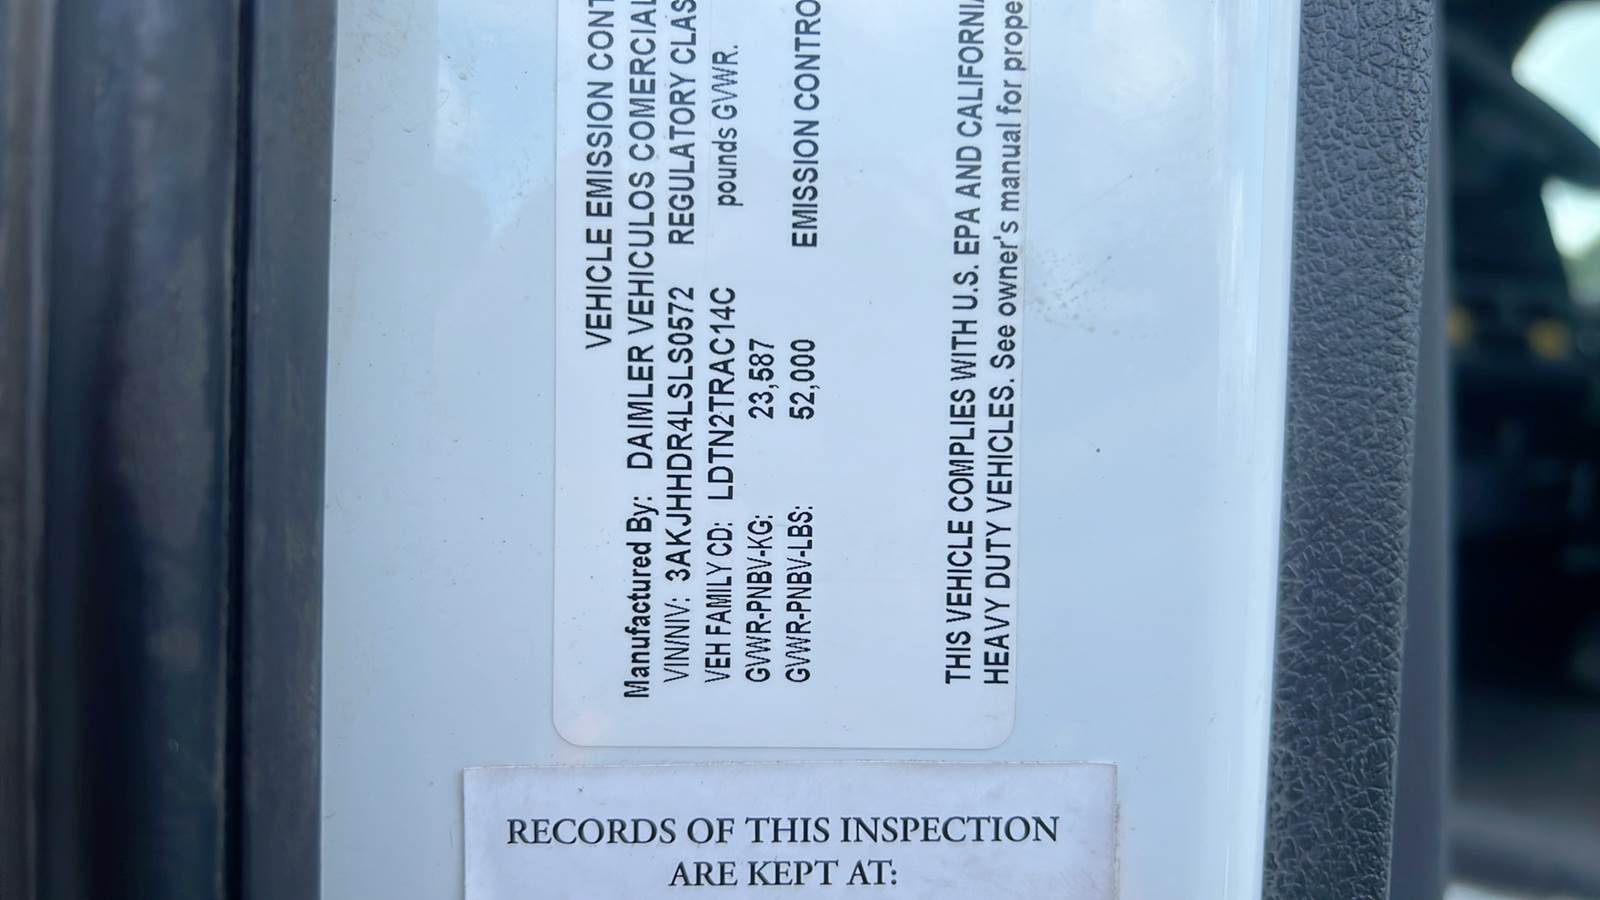 VEHICLE EMISSION CONT
Manufactured By: DAIMLER VEHICULOS COMERCIAL
VIN/NIV: 3AKJHHDR4LSLS0572 REGULATORY CLAS
VEH FAMILY CD: LDTN2TRAC14C pounds GVWR.
GVWR-PNBV-KG: 23,587
GVWR-PNBV-LBS: 52,000 EMISSION CONTRO
THIS VEHICLE COMPLIES WITH U.S. EPA AND CALIFORNIA
HEAVY DUTY VEHICLES. See owner's manual for prope
RECORDS OF THIS INSPECTION
ARE KEPT AT: